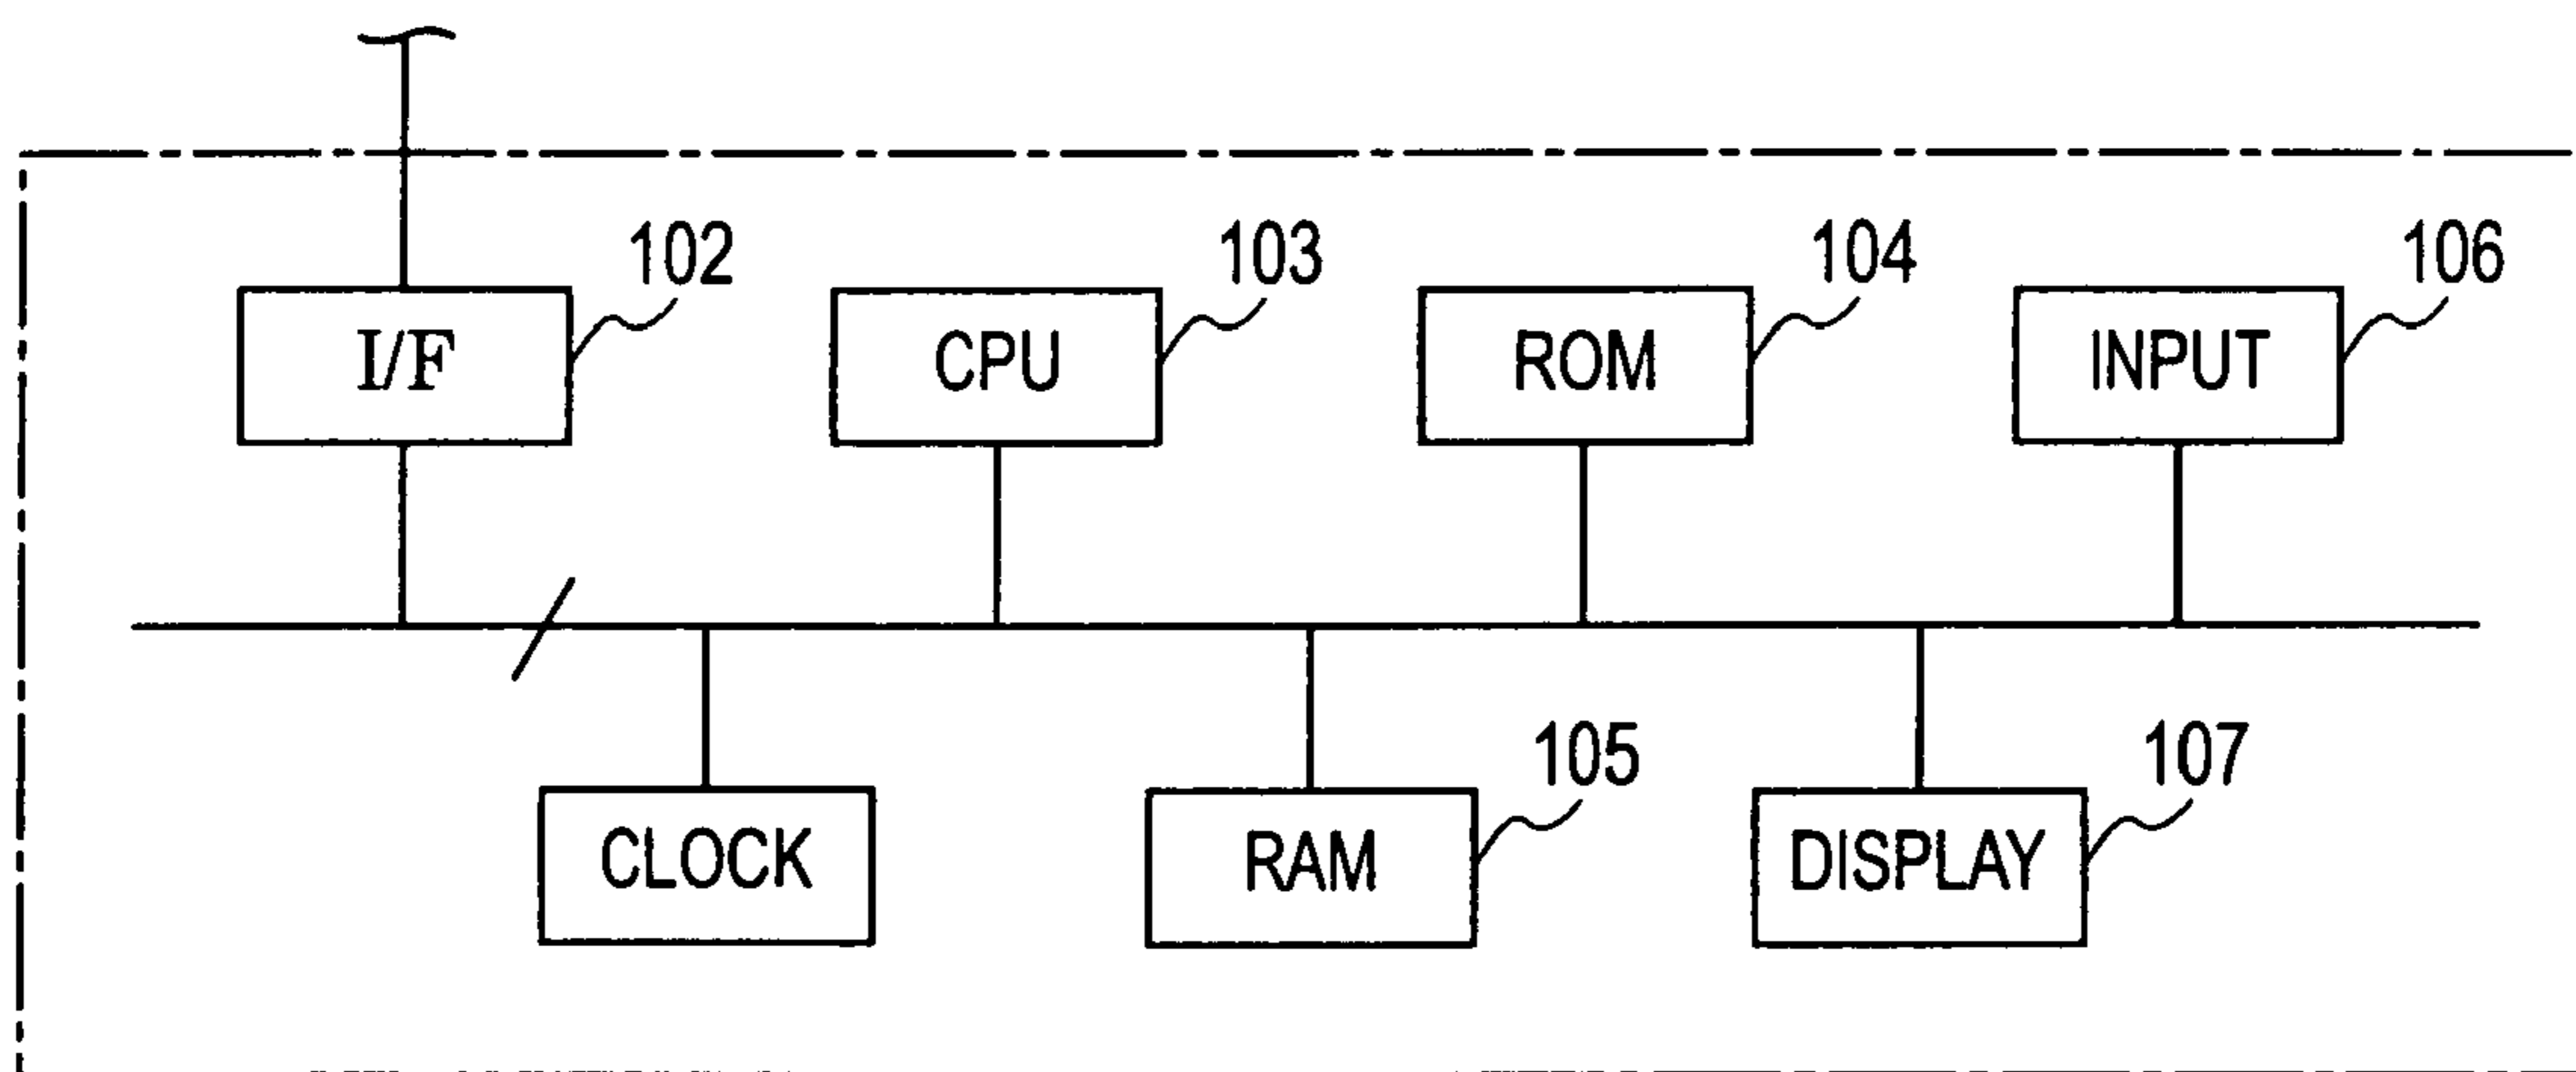 102
103
104
106
I/F
CPU
ROM
INPUT
105
107
CLOCK
RAM
DISPLAY